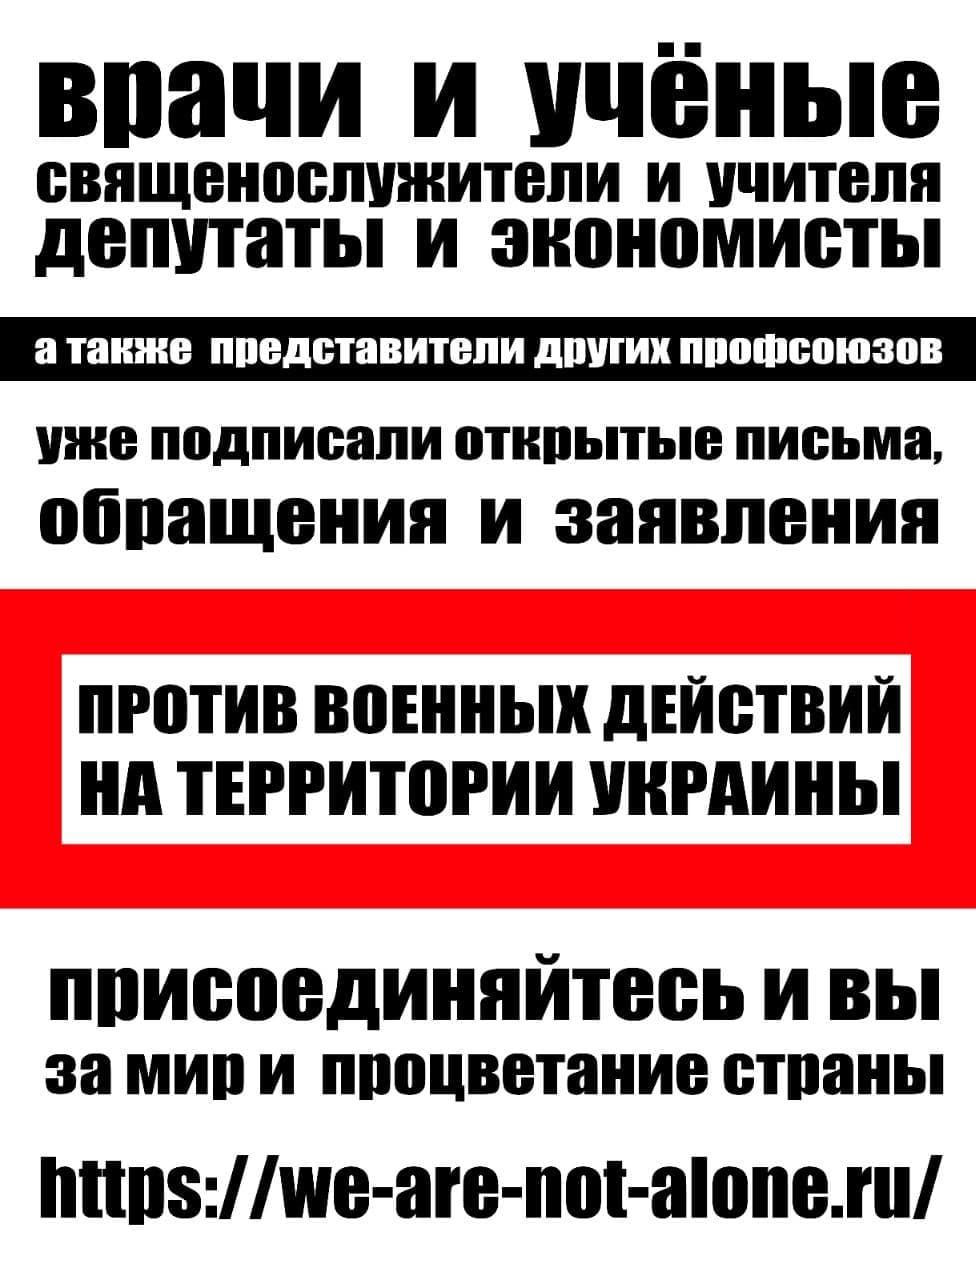 врачи и учёные
священослужители и учителя
депутаты и экономисты
а также представители других профсоюзов
уже подписали открытые письма,
обращения и заявления
ПРОТИВ ВОЕННЫХ ДЕЙСТВИЙ
НА ТЕРРИТОРИИ УКРАИНЫ
присоединяйтесь и вы
за мир и процветание страны
https://we-are-not-alone.ru/